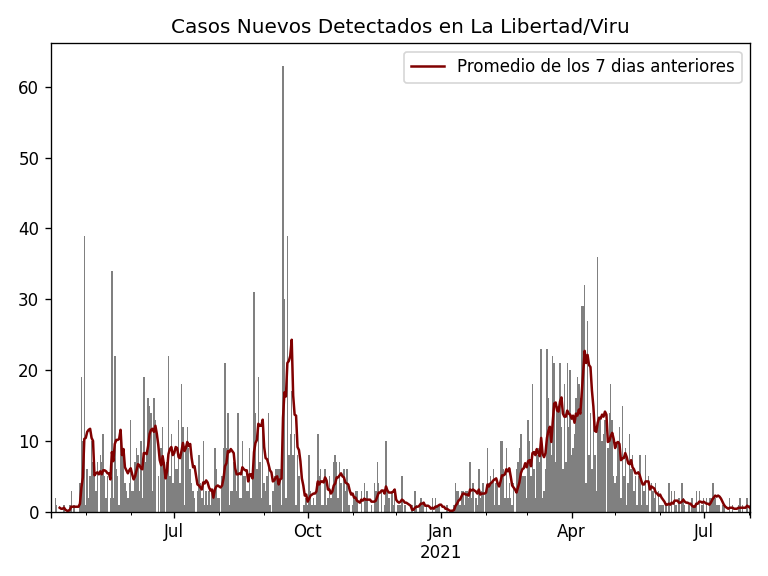 Casos Nuevos Detectados en La Libertad/Viru
Promedio de los 7 dias anteriores
60
50
40
30
20
10
0
Jul
Oct
Jan
2021
Apr
Jul